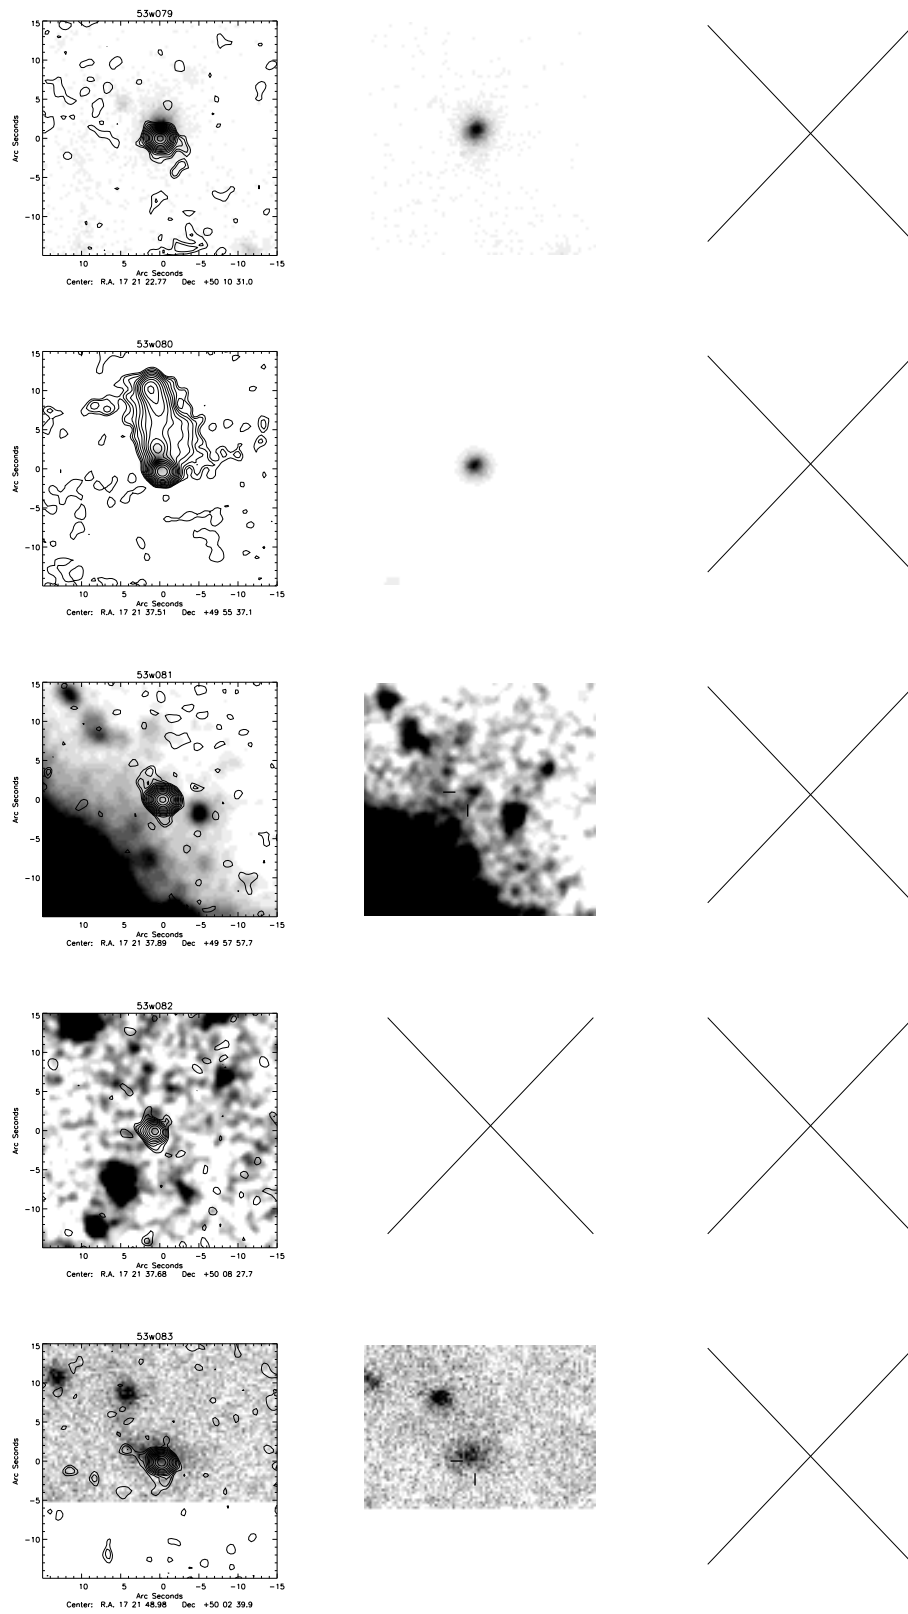 53w079
15
10
5
0
−5
−10
Arc Seconds
10 5 0 −5 −10 −15
Arc Seconds
Center: R.A. 17 21 22.77 Dec +50 10 31.0
53w080
15
10
5
0
−5
−10
Arc Seconds
10 5 0 −5 −10 −15
Arc Seconds
Center: R.A. 17 21 37.51 Dec +49 55 37.1
53w081
15
10
5
0
−5
−10
Arc Seconds
10 5 0 −5 −10 −15
Arc Seconds
Center: R.A. 17 21 37.89 Dec +49 57 57.7
53w082
15
10
5
0
−5
−10
Arc Seconds
10 5 0 −5 −10 −15
Arc Seconds
Center: R.A. 17 21 37.68 Dec +50 08 27.7
53w083
15
10
5
0
−5
−10
Arc Seconds
10 5 0 −5 −10 −15
Arc Seconds
Center: R.A. 17 21 48.98 Dec +50 02 39.9